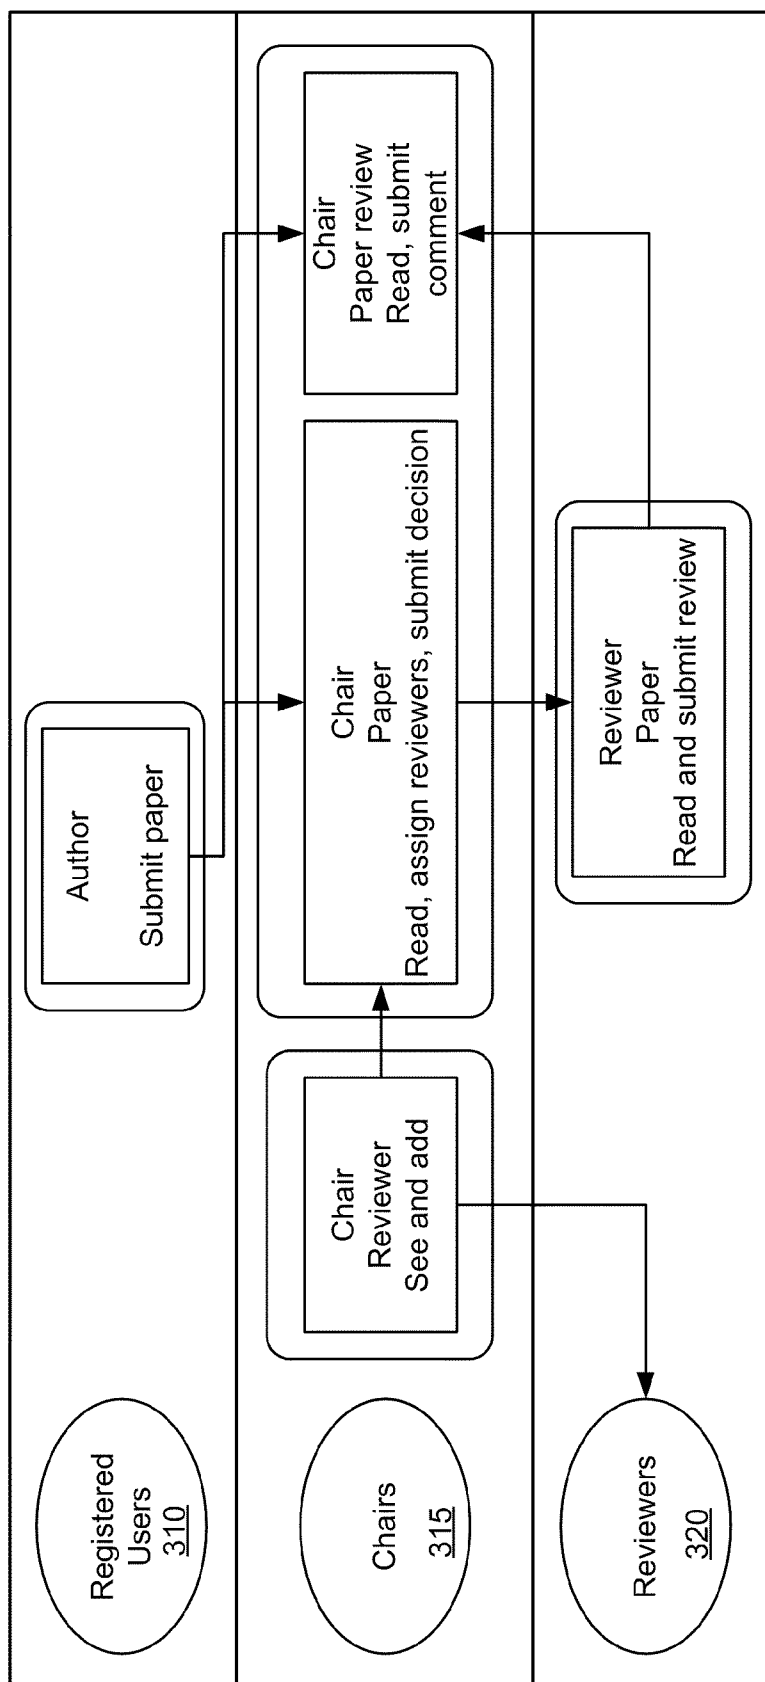 Registered
Users
310
Author
Submit paper
Chairs
315
Chair
Reviewer
See and add
Chair
Paper
Read, assign reviewers, submit decision
Chair
Paper review
Read, submit
comment
Reviewers
320
Reviewer
Paper
Read and submit review